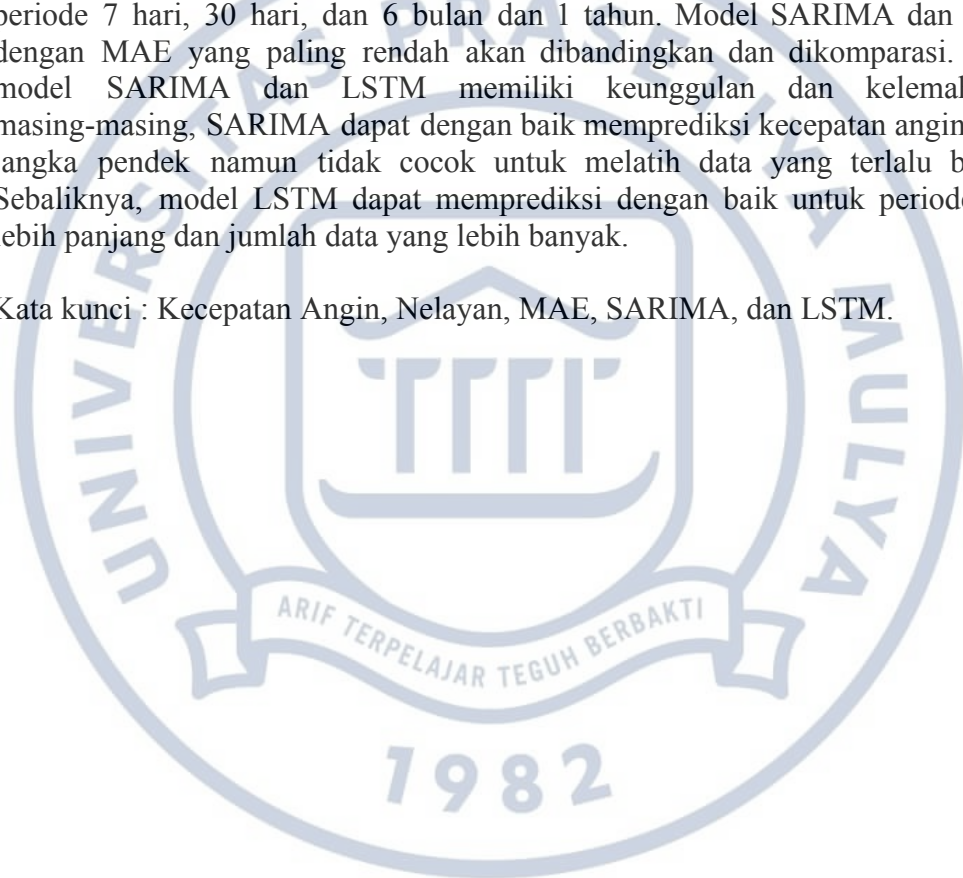 periode 7 hari, 30 hari, dan 6 bulan dan 1 tahun. Model SARIMA dan
dengan MAE yang paling rendah akan dibandingkan dan dikomparasi.
model SARIMA dan LSTM memiliki keunggulan dan
masing-masing, SARIMA dapat dengan baik memprediksi kecepatan angin
jangka pendek namun tidak cocok untuk melatih data yang terlalu
Sebaliknya, model LSTM dapat memprediksi dengan baik untuk
lebih panjang dan jumlah data yang lebih banyak.
Kata kunci : Kecepatan Angin, Nelayan, MAE, SARIMA, dan LSTM.
UNIVERSITAS PRASETIYA MULYA
ARIF TERPELAJAR TEGUH BERBAKTI
1982